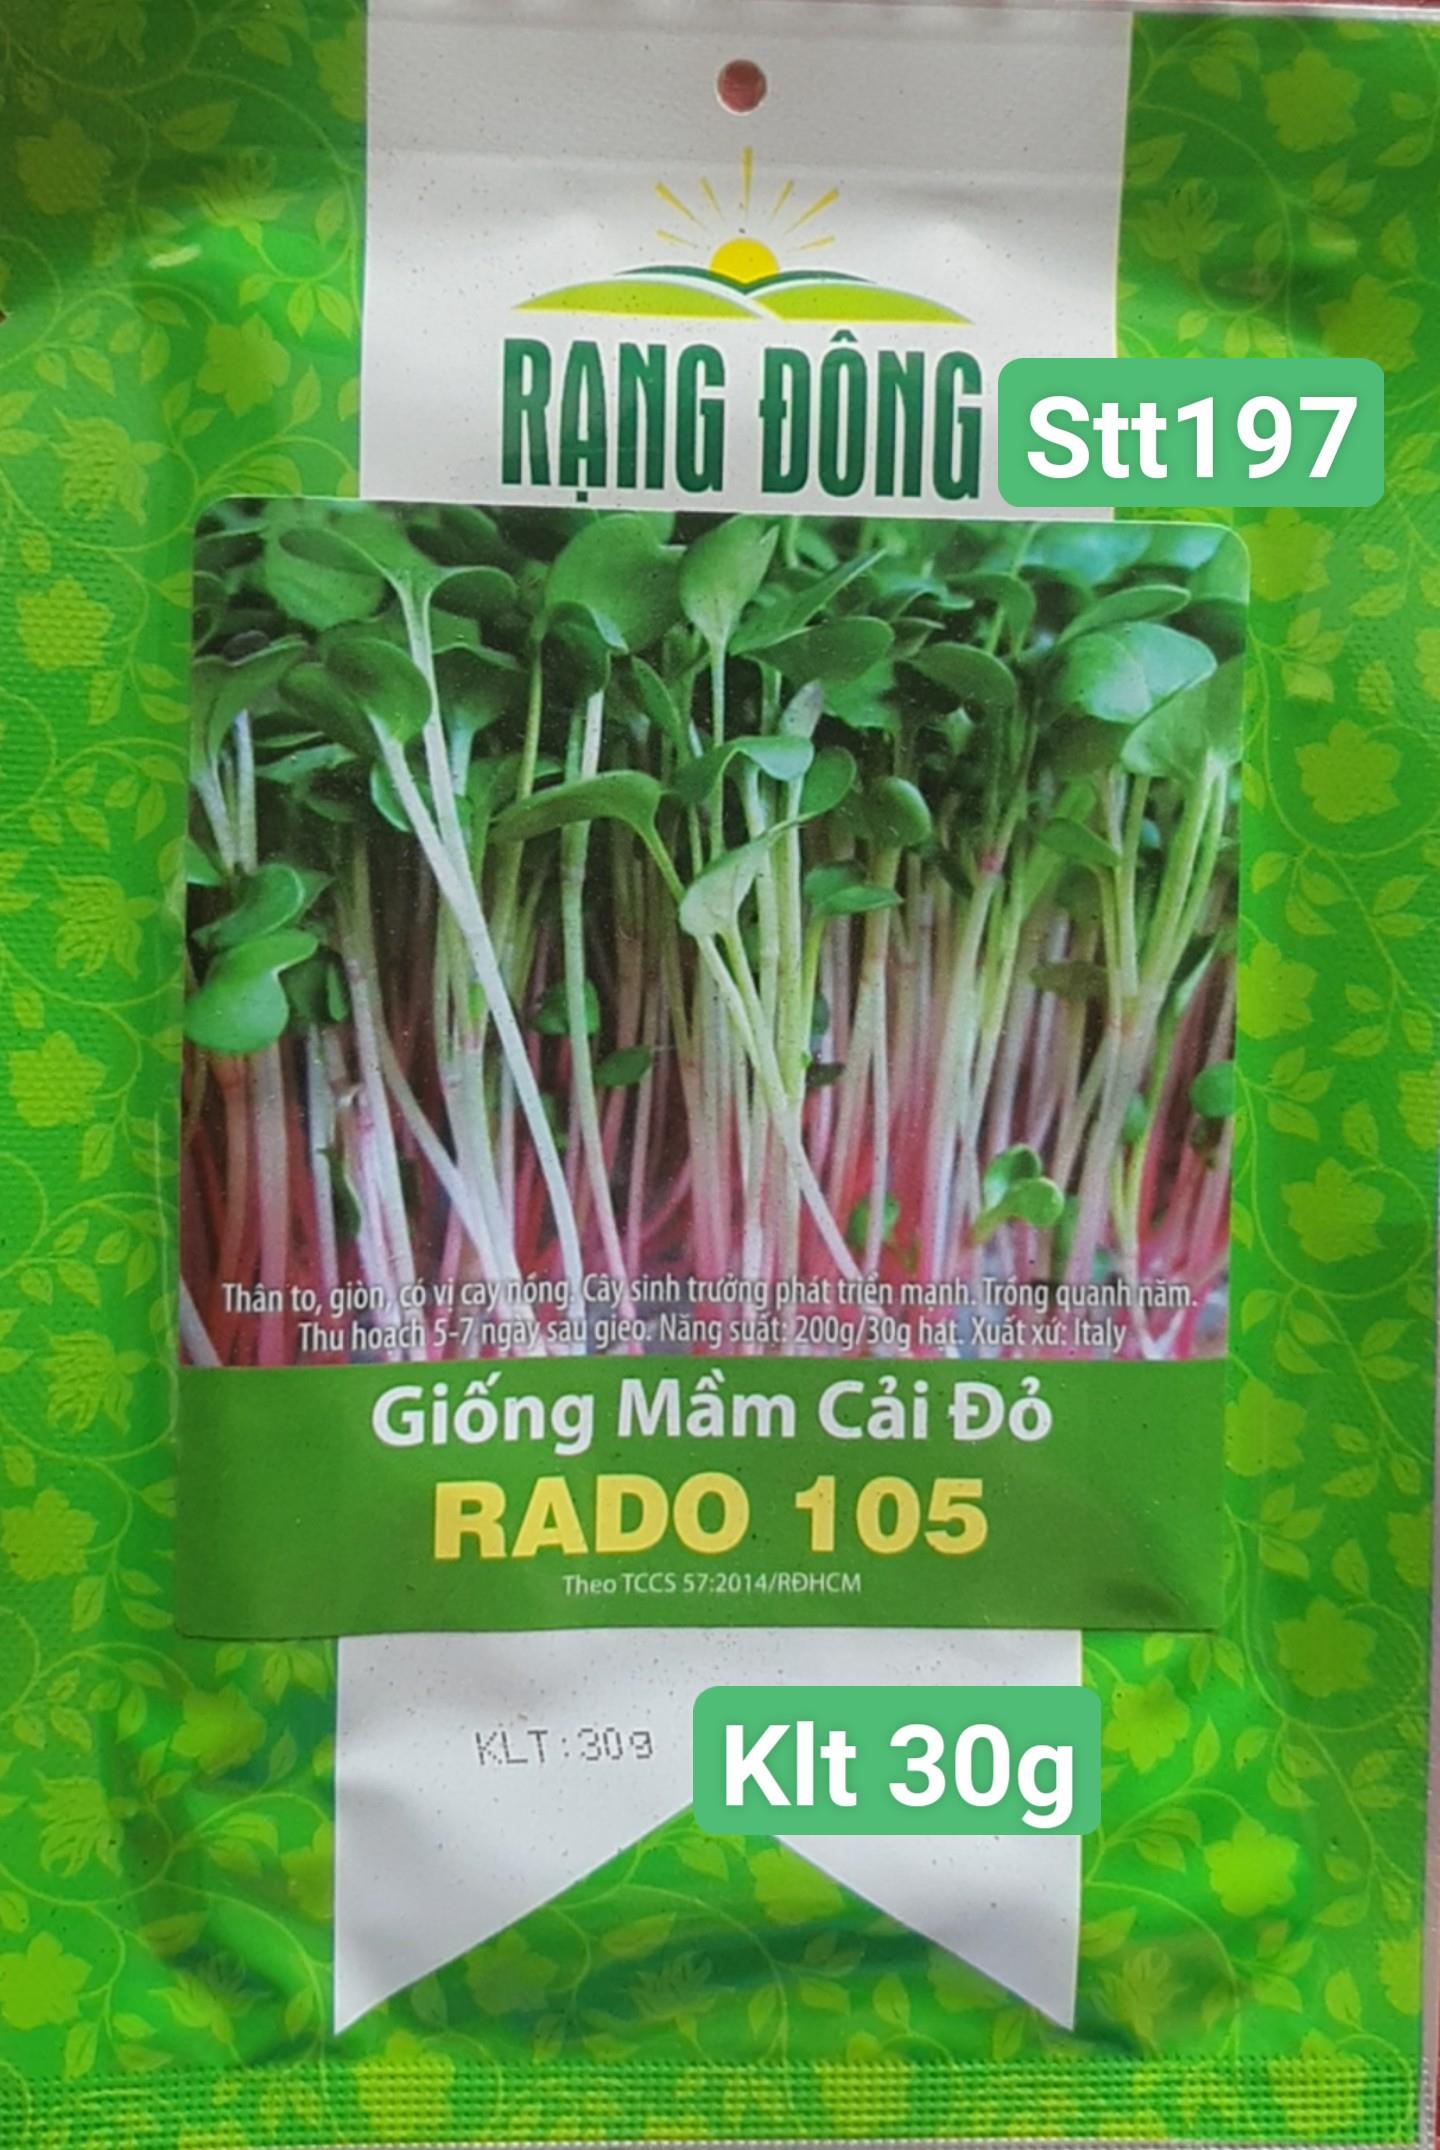 RẠNG ĐÔNG
Stt197
Thân to, giòn, có vị cay nồng. Cây sinh trưởng phát triển mạnh. Trồng quanh năm.
Thu hoạch 5-7 ngày sau gieo. Năng suất: 200g/30g hạt. Xuất xứ: Italy
Giống Mầm Cải Đỏ
RADO 105
Theo TCCS 57:2014/RĐHCM
KLT:30g
Klt 30g